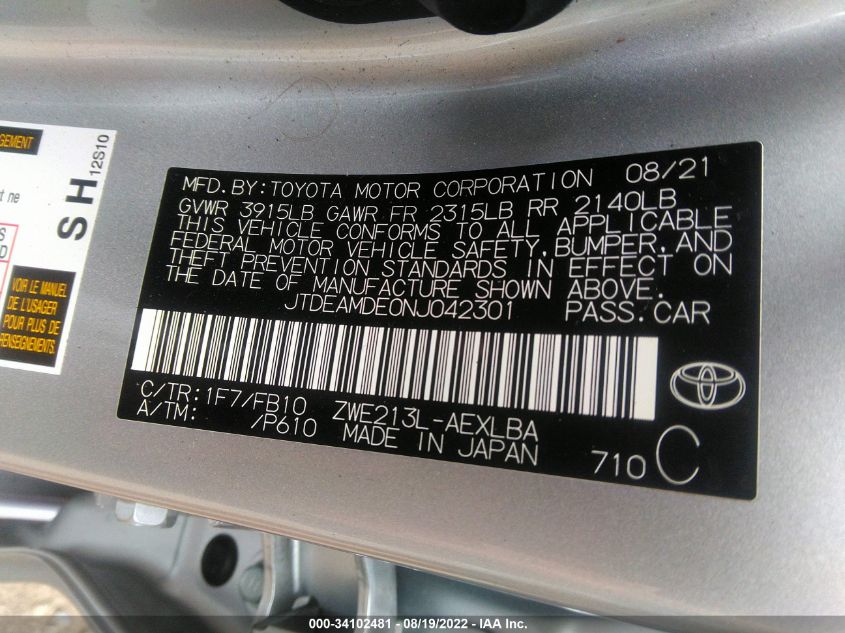 GEMENT
t ne
S
D
SH
12S10
VOIR LE MANUEL
DE L'USAGER
POUR PLUS DE
RENSEIGNEMENTS.
MFD. BY: TOYOTA MOTOR CORPORATION 08/21
GVWR 3915LB GAWR FR 2315LB RR 2140LB
THIS VEHICLE CONFORMS TO ALL APPLICABLE
FEDERAL MOTOR VEHICLE SAFETY, BUMPER, AND
THEFT PREVENTION STANDARDS IN EFFECT ON
THE DATE OF MANUFACTURE SHOWN ABOVE.
JTDEAMDE0NJ042301 PASS. CAR
C/TR: 1F7/FB10 ZWE213L-AEXLBA
A/TM: /P610 MADE IN JAPAN
710 C
000-34102481 - 08/19/2022 - IAA Inc.